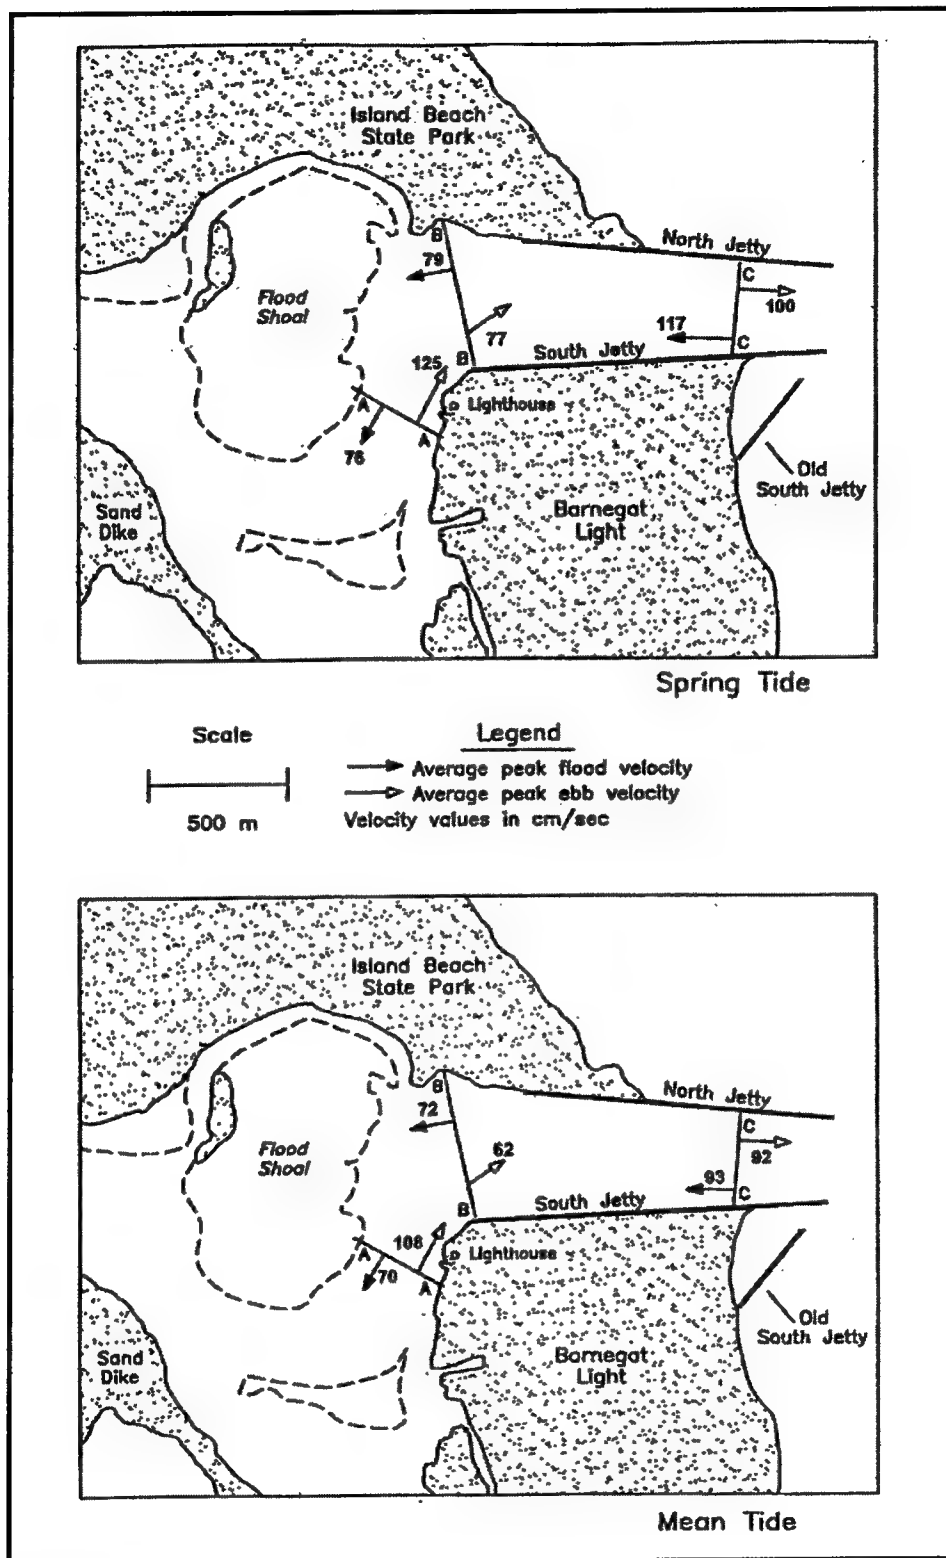 Island Beach
State Park
North Jetty
B
79
C
100
Flood
Shoal
117
77
C
South Jetty
125
B
A
Lighthouse
A
76
Old
South Jetty
Sand
Dike
Barnegat
Light
Spring Tide
Scale
Legend
Average peak flood velocity
Average peak ebb velocity
500 m
Velocity values in cm/sec
Island Beach
State Park
North Jetty
B
72
C
92
Flood
Shoal
62
93
C
B
South Jetty
108
A
Lighthouse
70
A
Old
South Jetty
Sand
Dike
Barnegat
Light
Mean Tide